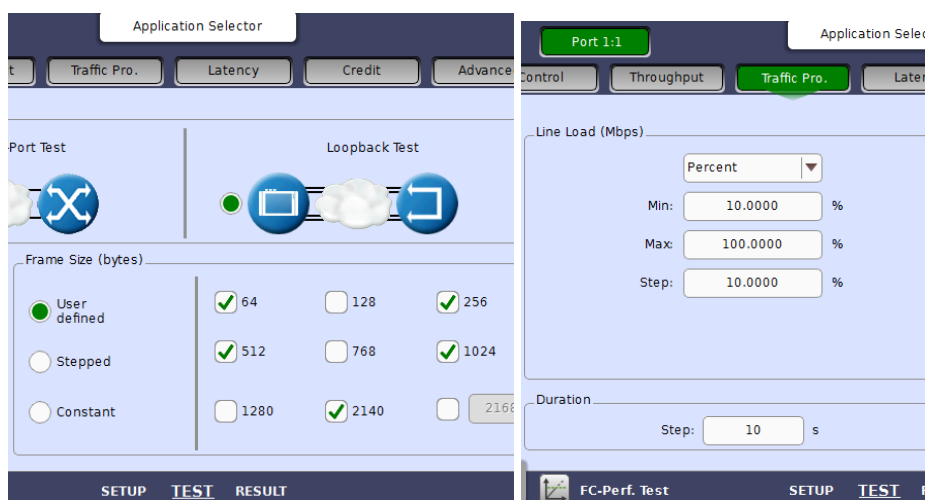 Application Selector
t
Traffic Pro.
Latency
Credit
Advance
-Port Test
Loopback Test
Frame Size (bytes)
User
defined
64
128
256
512
768
1024
Stepped
Constant
1280
2140
2168
SETUP TEST RESULT
Port 1:1
Application Selec
Control
Throughput
Traffic Pro.
Later
Line Load (Mbps)
Percent
Min: 10.0000 %
Max: 100.0000 %
Step: 10.0000 %
Duration
Step: 10 s
FC-Perf. Test
SETUP TEST R